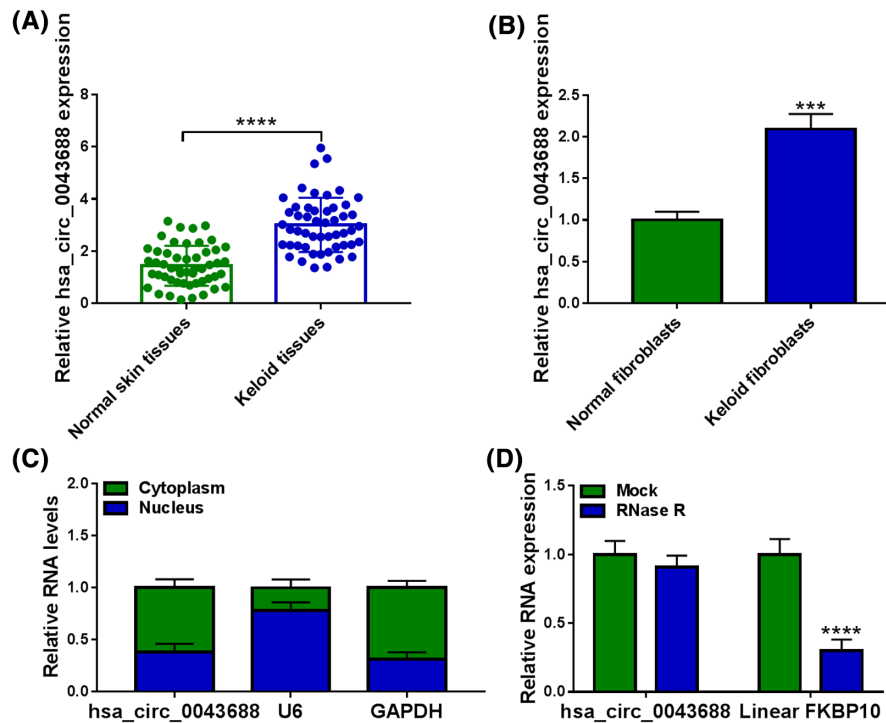 (A)
Relative hsa_circ_0043688 expression
8
6
4
2
0
****
Normal skin tissues
Keloid tissues
(B)
Relative hsa_circ_0043688 expression
2.5
2.0
1.5
1.0
0.5
0.0
***
Normal fibroblasts
Keloid fibroblasts
(C)
Relative RNA levels
2.0
1.5
1.0
0.5
0.0
Cytoplasm
Nucleus
hsa_circ_0043688 U6 GAPDH
(D)
Relative RNA expression
1.5
1.0
0.5
0.0
Mock
RNase R
****
hsa_circ_0043688 Linear FKBP10